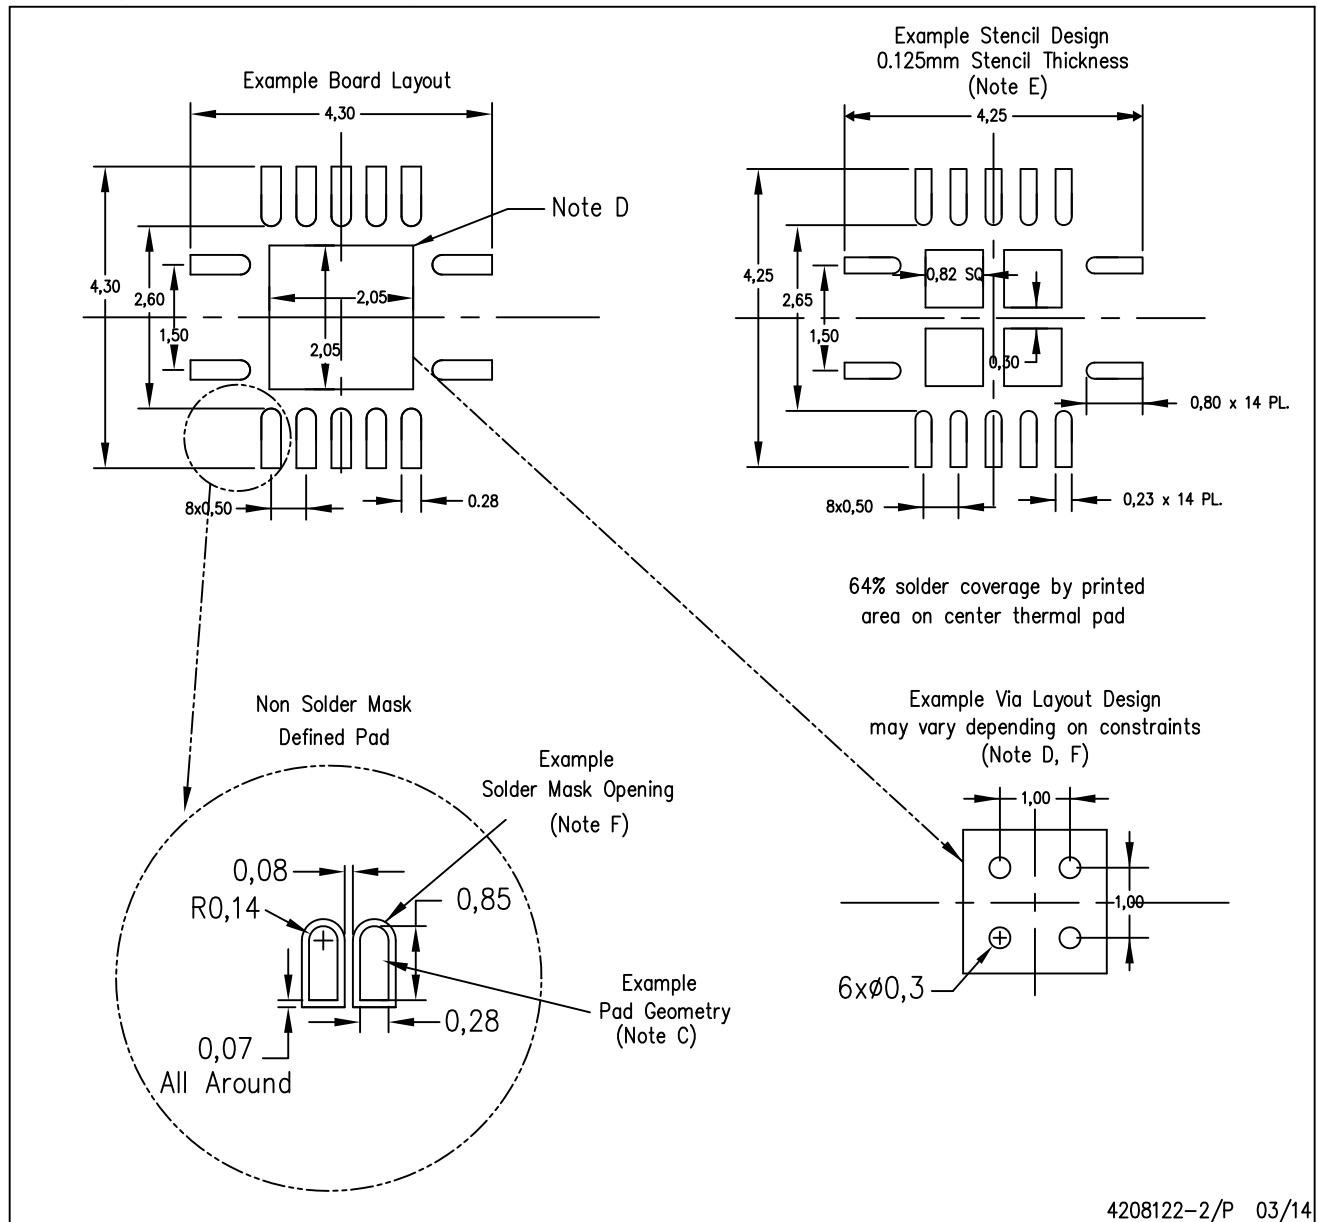 Example Board Layout
4,30
4,30
2,60
1,50
2,05
2,05
Note D
8x0,50
0.28
Example Stencil Design
0.125mm Stencil Thickness
(Note E)
4,25
4,25
2,65
1,50
0,82 SQ
0,30
0,80 x 14 PL.
8x0,50
0,23 x 14 PL.
64% solder coverage by printed
area on center thermal pad
Non Solder Mask
Defined Pad
Example
Solder Mask Opening
(Note F)
0,08
R0,14
0,85
0,28
0,07
All Around
Example
Pad Geometry
(Note C)
Example Via Layout Design
may vary depending on constraints
(Note D, F)
1,00
1,00
6xø0,3
4208122-2/P 03/14